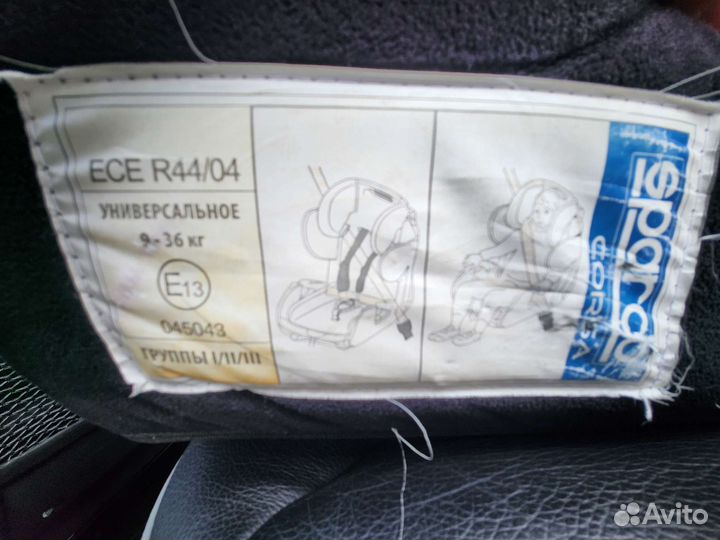 ECE R44/04
УНИВЕРСАЛЬНОЕ
9 - 36 кг
E13
045043
ГРУППЫ I/II/III
sparco
CORSA
Avito